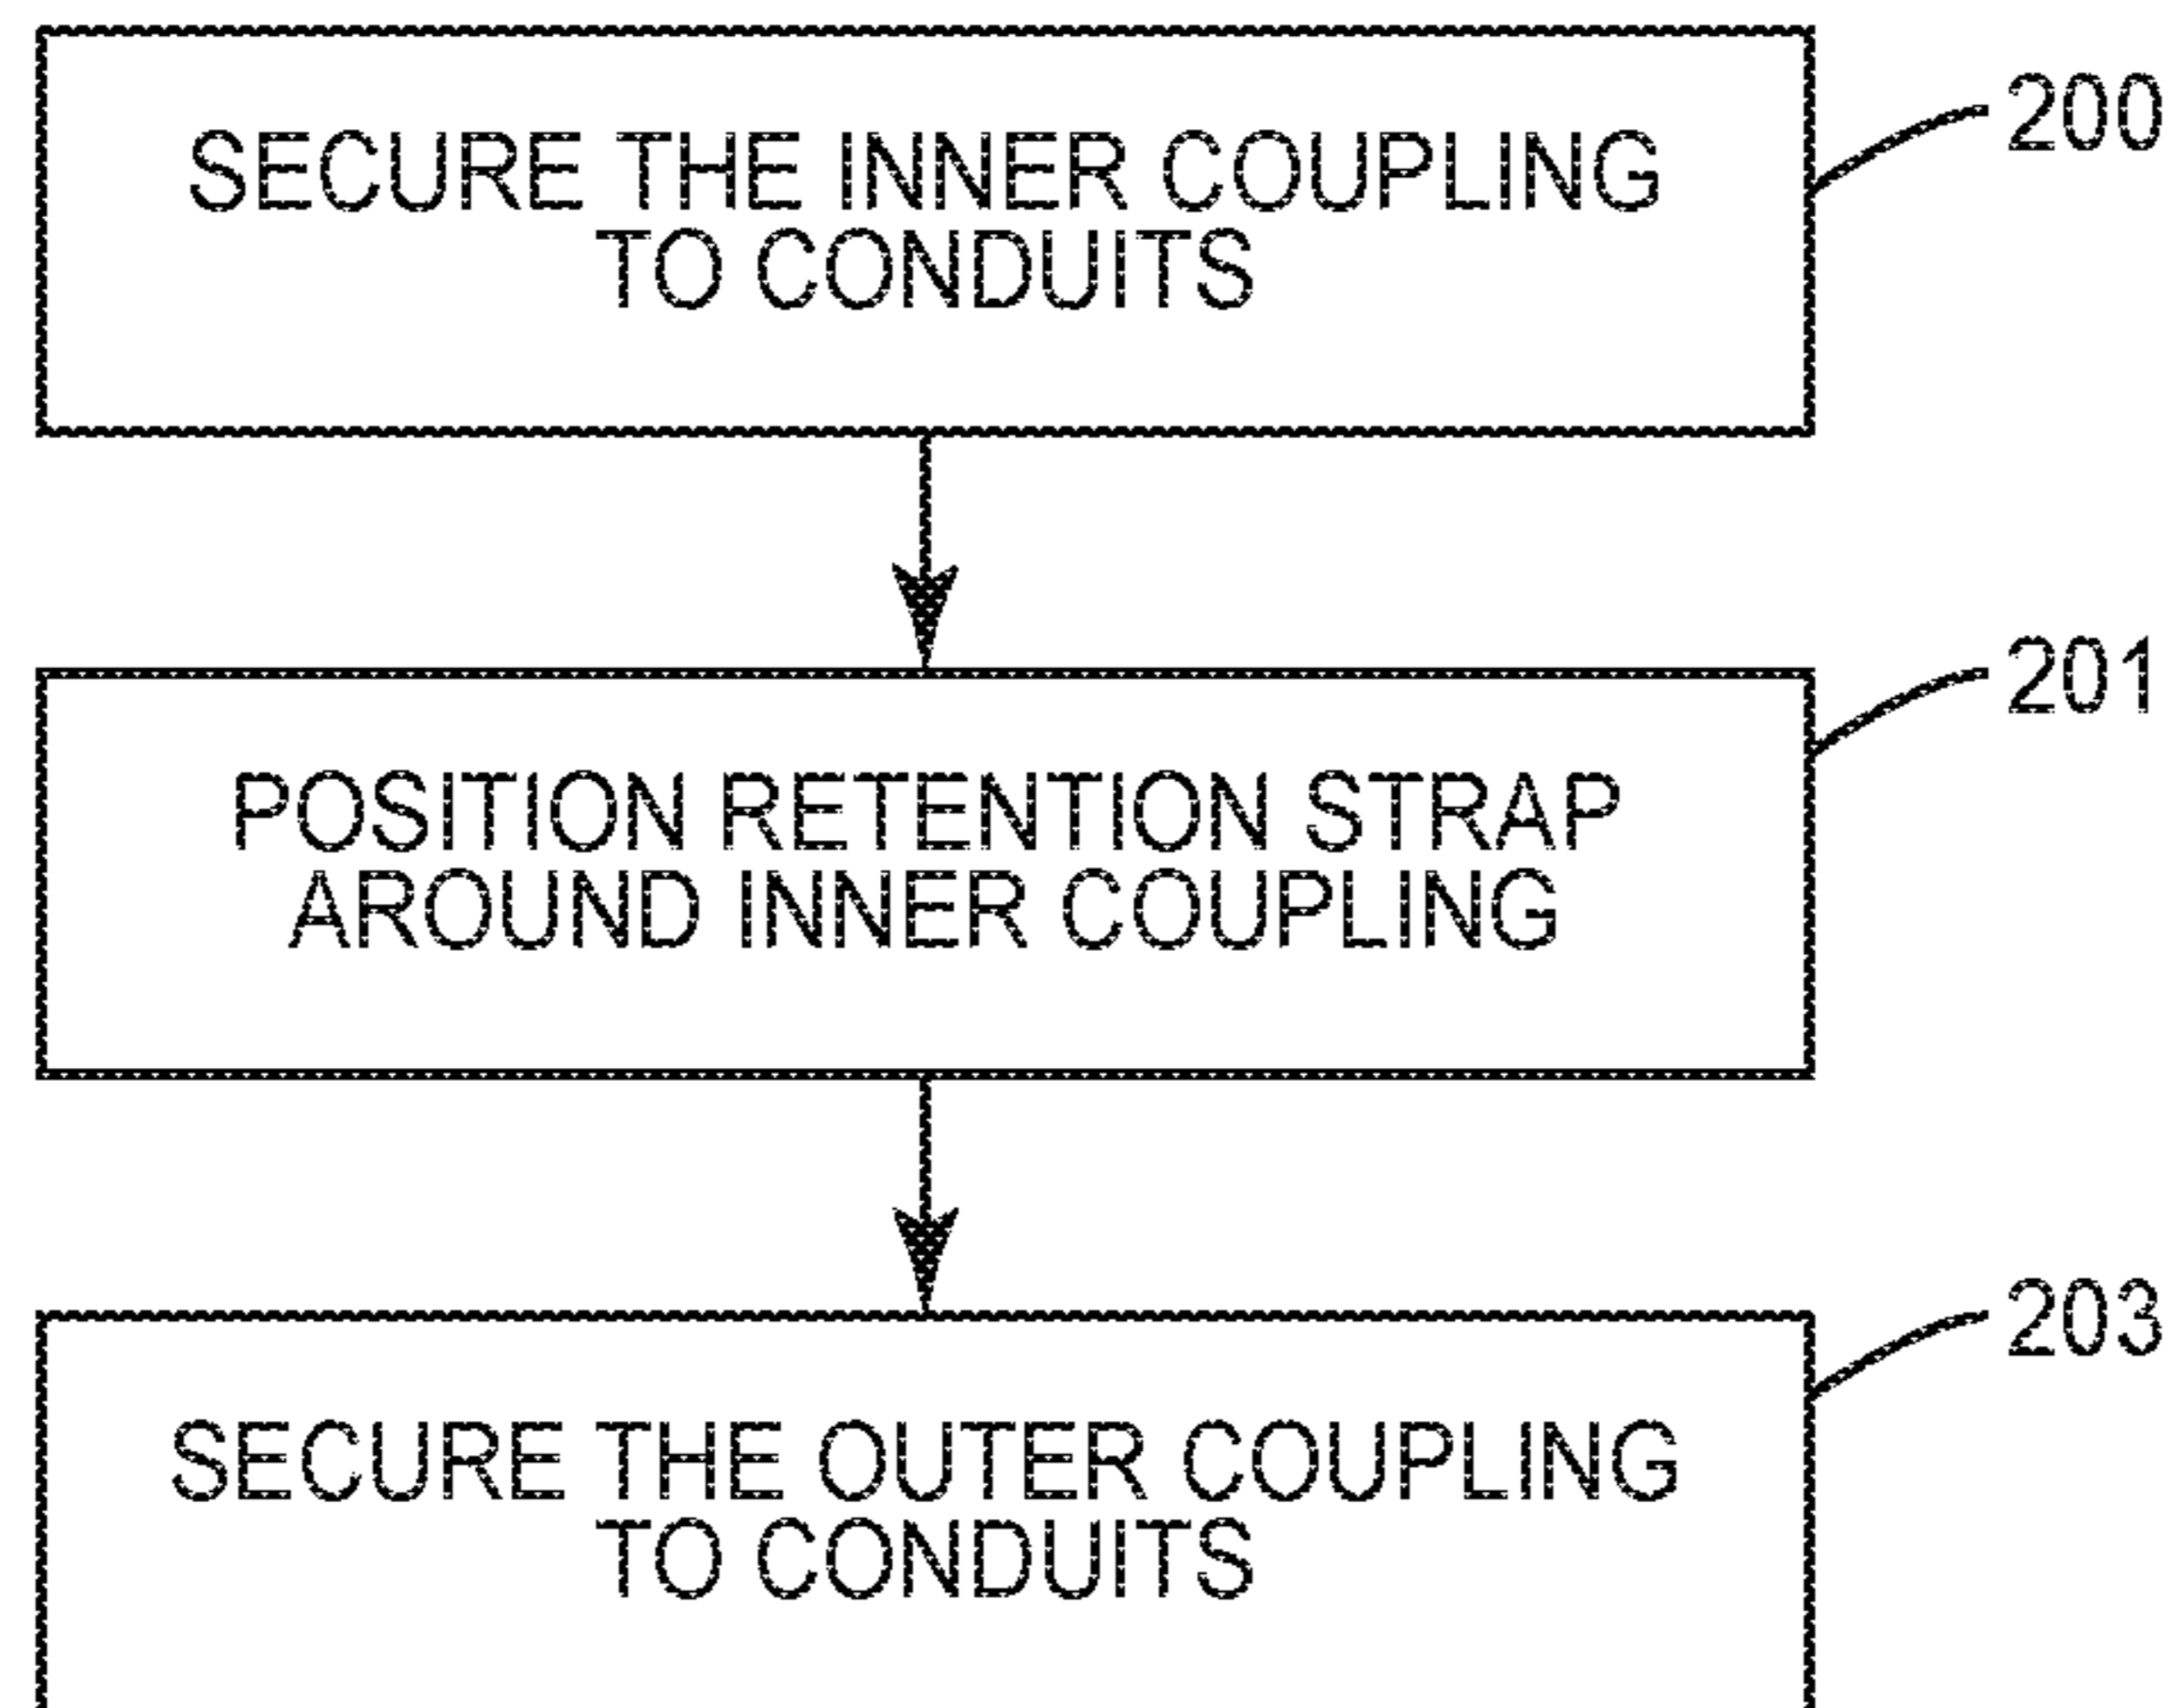 SECURE THE INNER COUPLING
TO CONDUITS
200
POSITION RETENTION STRAP
AROUND INNER COUPLING
201
SECURE THE OUTER COUPLING
TO CONDUITS
203